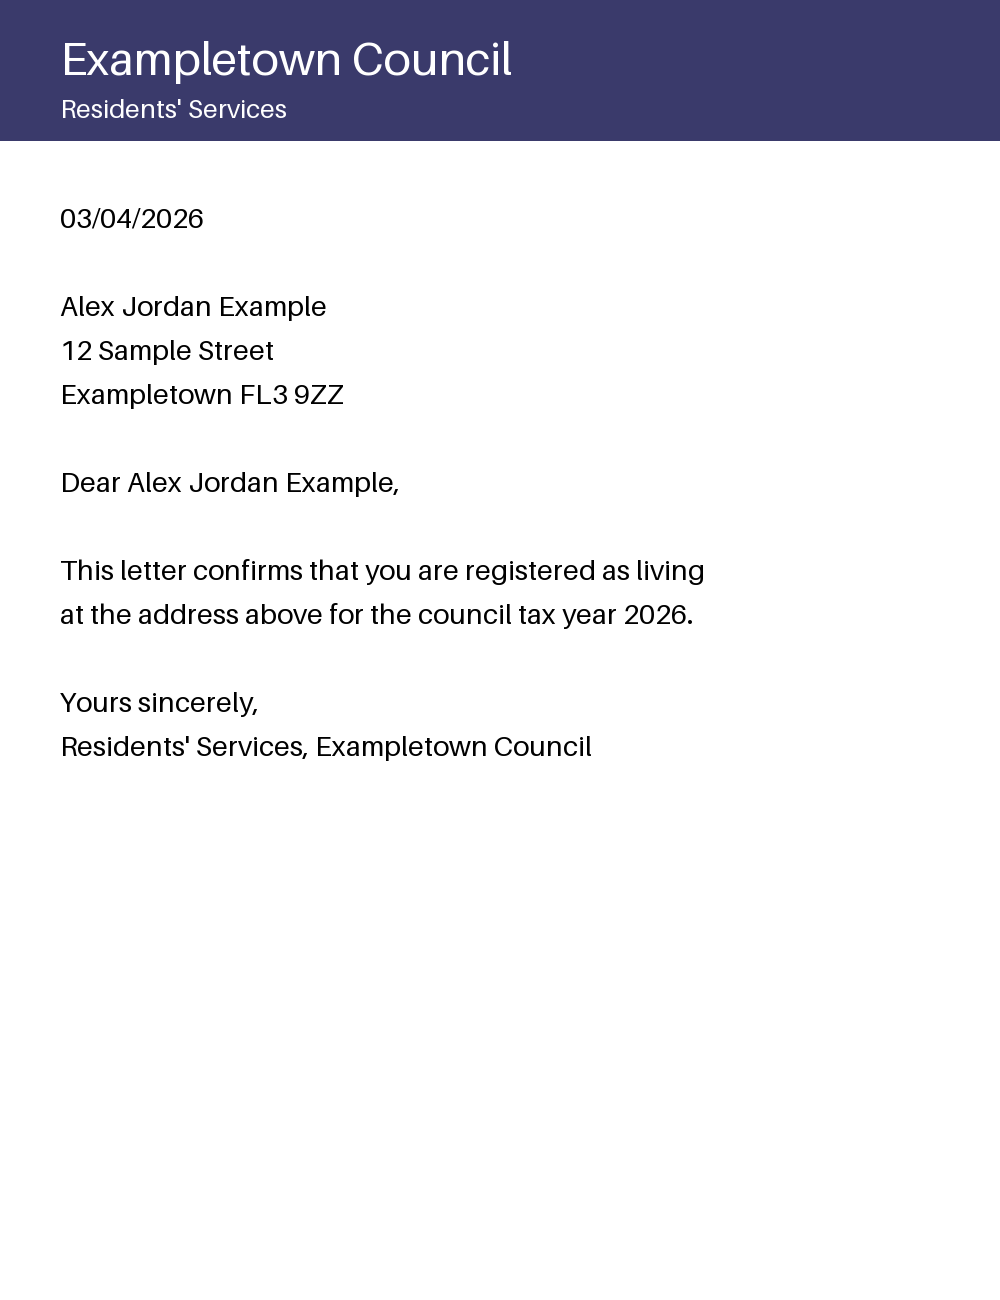 Exampletown Council
Residents' Services
03/04/2026
Alex Jordan Example
12 Sample Street
Exampletown FL3 9ZZ
Dear Alex Jordan Example,
This letter confirms that you are registered as living
at the address above for the council tax year 2026.
Yours sincerely,
Residents' Services, Exampletown Council